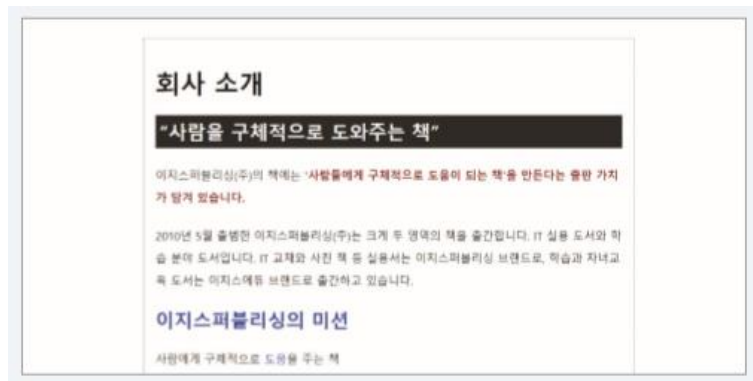 회사 소개
“사람을 구체적으로 도와주는 책”
이지스퍼블리싱(주)의 책에는 '사람들에게 구체적으로 도움이 되는 책'을 만든다는 출판 가치
가 담겨 있습니다.
2010년 5월 출범한 이지스퍼블리싱(주)는 크게 두 영역의 책을 출간합니다. IT 실용 도서와 학
습 분야 도서입니다. IT 교재와 사진 책 등 실용서는 이지스퍼블리싱 브랜드로, 학습과 자녀교
육 도서는 이지스에듀 브랜드로 출간하고 있습니다.
이지스퍼블리싱의 미션
사람에게 구체적으로 도움을 주는 책